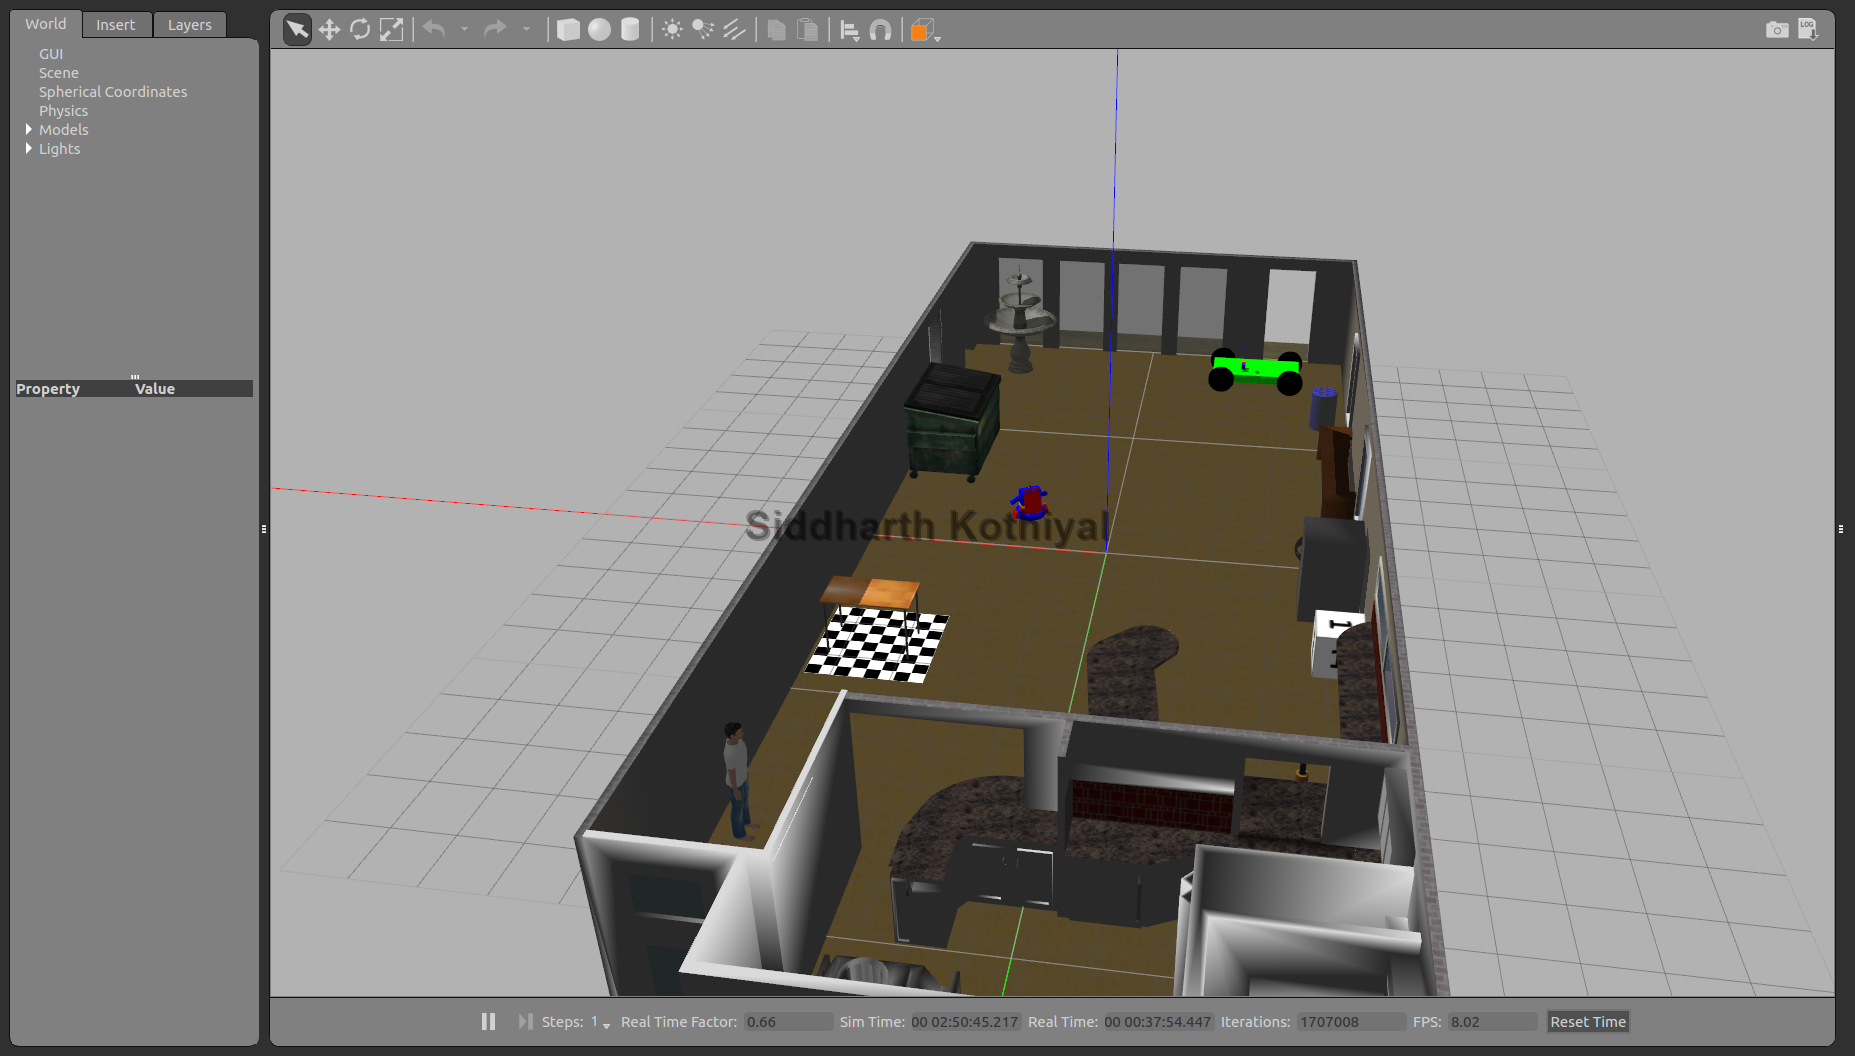 World Insert Layers
GUI
Scene
Spherical Coordinates
Physics
Models
Lights
Property Value
LOG
Siddharth Kothiyal
1
Steps: 1 Real Time Factor: 0.66 Sim Time: 00 02:50:45.217 Real Time: 00 00:37:54.447 Iterations: 1707008 FPS: 8.02 Reset Time